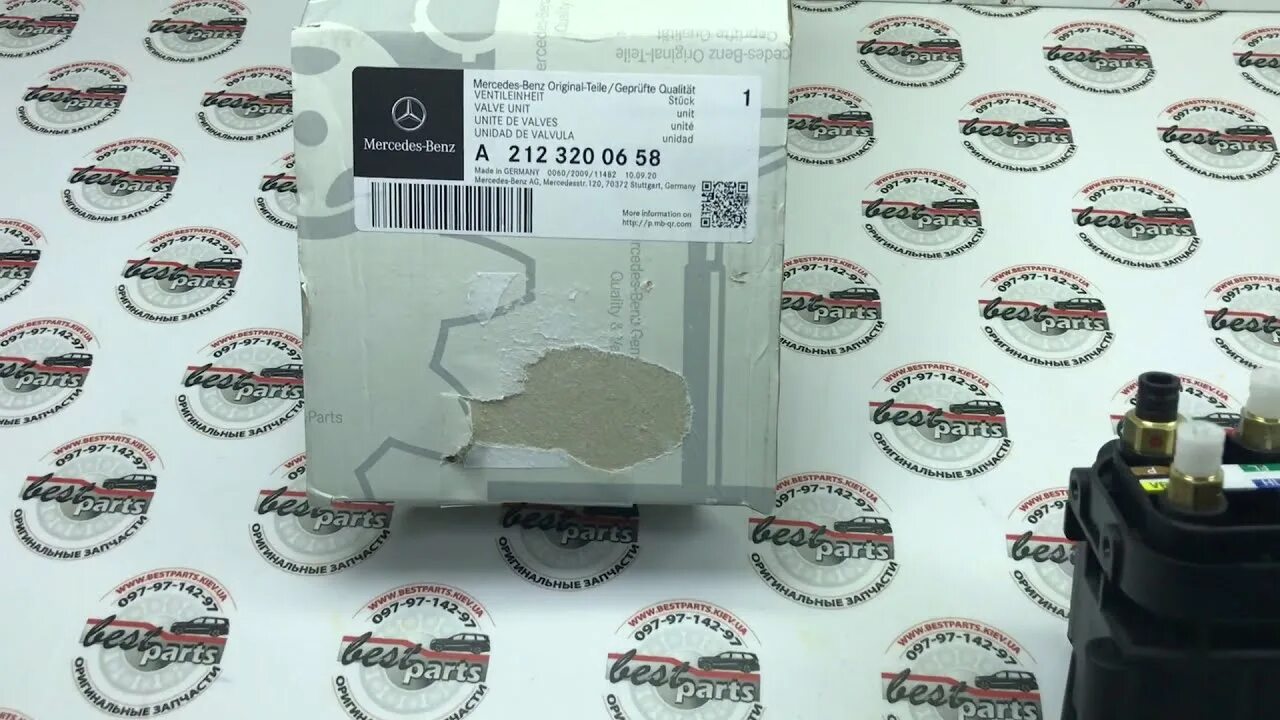 Mercedes-Benz Original-Teile/Geprüfte Qualität
VENTILEINHEIT
Stück
1
VALVE UNIT
unit
UNITE DE VALVES
unité
UNIDAD DE VALVULA
unidad
Mercedes-Benz
A 212 320 06 58
Made in GERMANY 0060/2009/11482 10.09.20
Mercedes-Benz AG, Mercedesstr.120, 70372 Stuttgart, Germany
More information on
http://p.mb-qr.com
Parts
WWW.BESTPARTS.KIEV.UA
097-97-142-97
best parts
ОРИГИНАЛЬНЫЕ ЗАПЧАСТИ